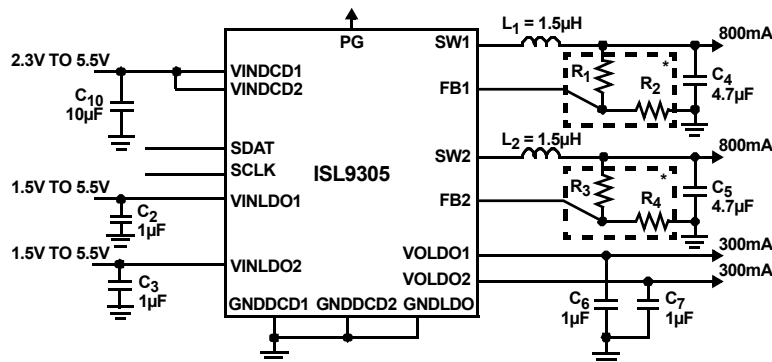 L1 = 1.5µH
800mA
PG
SW1
2.3V TO 5.5V
VINDCD1
VINDCD2
R1
*
C4
4.7µF
C10
10µF
FB1
R2
L2 = 1.5µH
800mA
SDAT
SW2
SCLK
ISL9305
R3
*
C5
4.7µF
1.5V TO 5.5V
VINLDO1
FB2
R4
C2
1µF
VOLDO1
300mA
1.5V TO 5.5V
VINLDO2
VOLDO2
300mA
C3
1µF
GNDDCD1 GNDDCD2 GNDLDO
C6
1µF
C7
1µF